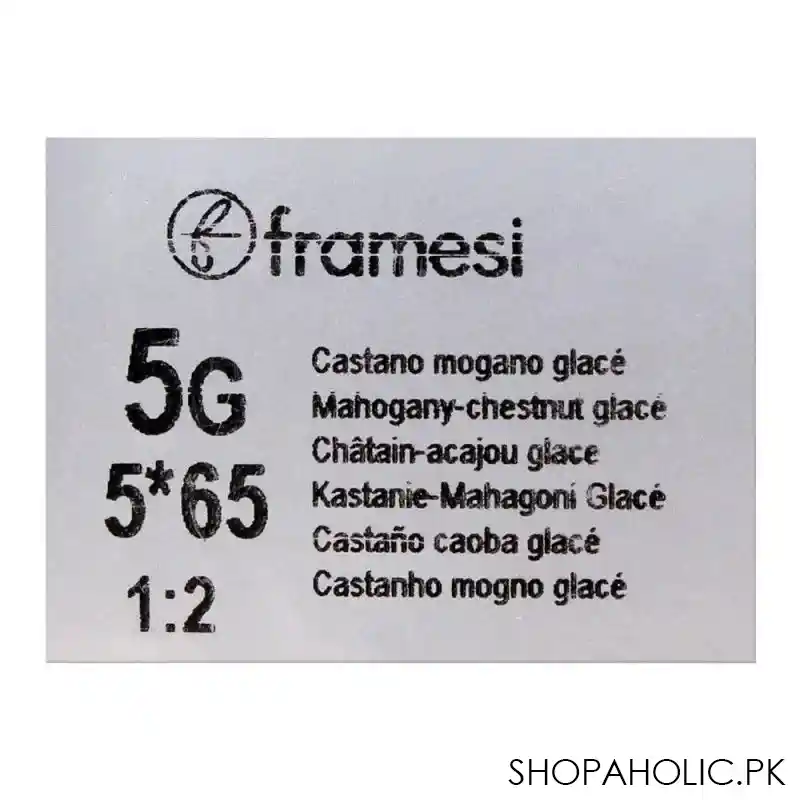 framesi
5G
5*65
1:2
Castano mogano glacé
Mahogany-chestnut glacé
Châtain-acajou glace
Kastanie-Mahagoni Glacé
Castaño caoba glacé
Castanho mogno glacé
SHOPAHOLIC.PK